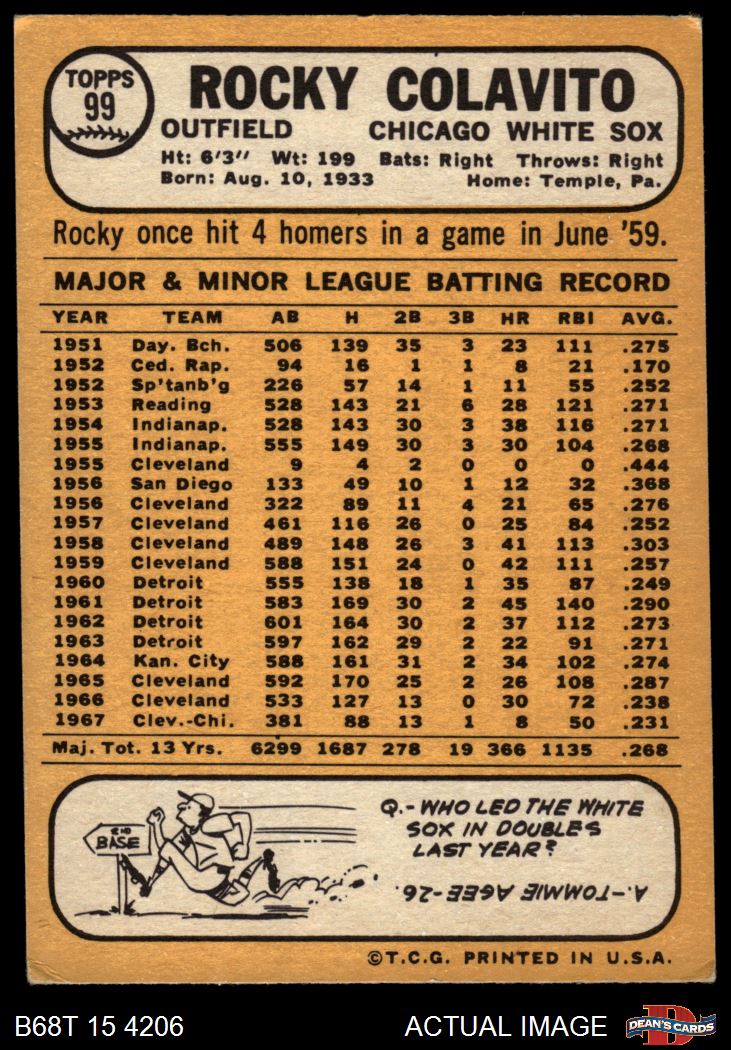 TOPPS
99
ROCKY COLAVITO
OUTFIELD CHICAGO WHITE SOX
Ht: 6'3" Wt: 199 Bats: Right Throws: Right
Born: Aug. 10, 1933 Home: Temple, Pa.
Rocky once hit 4 homers in a game in June '59.
MAJOR & MINOR LEAGUE BATTING RECORD
YEAR TEAM AB H 2B 3B HR RBI AVG.
1951 Day. Bch. 506 139 35 3 23 111 .275
1952 Ced. Rap. 94 16 1 1 8 21 .170
1952 Sp'tanb'g 226 57 14 1 11 55 .252
1953 Reading 528 143 21 6 28 121 .271
1954 Indianap. 528 143 30 3 38 116 .271
1955 Indianap. 555 149 30 3 30 104 .268
1955 Cleveland 9 4 2 0 0 0 .444
1956 San Diego 133 49 10 1 12 32 .368
1956 Cleveland 322 89 11 4 21 65 .276
1957 Cleveland 461 116 26 0 25 84 .252
1958 Cleveland 489 148 26 3 41 113 .303
1959 Cleveland 588 151 24 0 42 111 .257
1960 Detroit 555 138 18 1 35 87 .249
1961 Detroit 583 169 30 2 45 140 .290
1962 Detroit 601 164 30 2 37 112 .273
1963 Detroit 597 162 29 2 22 91 .271
1964 Kan. City 588 161 31 2 34 102 .274
1965 Cleveland 592 170 25 2 26 108 .287
1966 Cleveland 533 127 13 0 30 72 .238
1967 Clev.-Chi. 381 88 13 1 8 50 .231
Maj. Tot. 13 Yrs. 6299 1687 278 19 366 1135 .268
2ND
BASE
Q.-WHO LED THE WHITE
SOX IN DOUBLES
LAST YEAR?
A.-TOMMIE AGEE-26.
©T.C.G. PRINTED IN U.S.A.
B68T 15 4206 ACTUAL IMAGE
D
DEAN'S CARDS